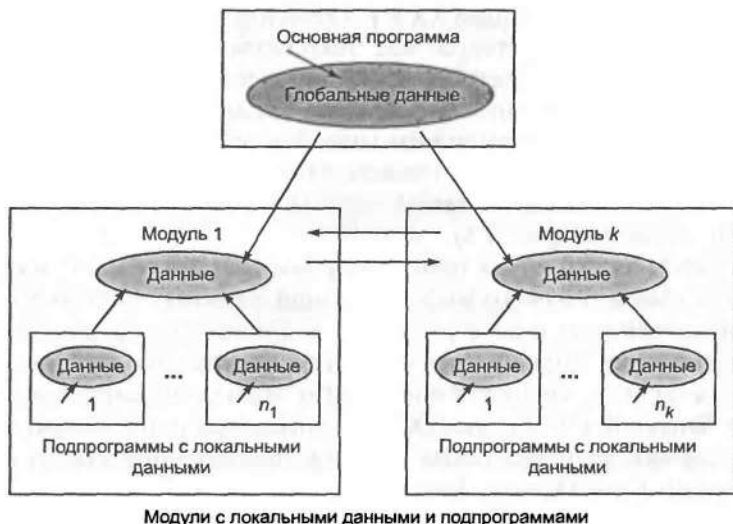 Основная программа
Глобальные данные
Модуль 1
Данные
Данные
...
Данные
1
n1
Подпрограммы с локальными
данными
Модуль k
Данные
Данные
...
Данные
1
nk
Подпрограммы с локальными
данными
Модули с локальными данными и подпрограммами